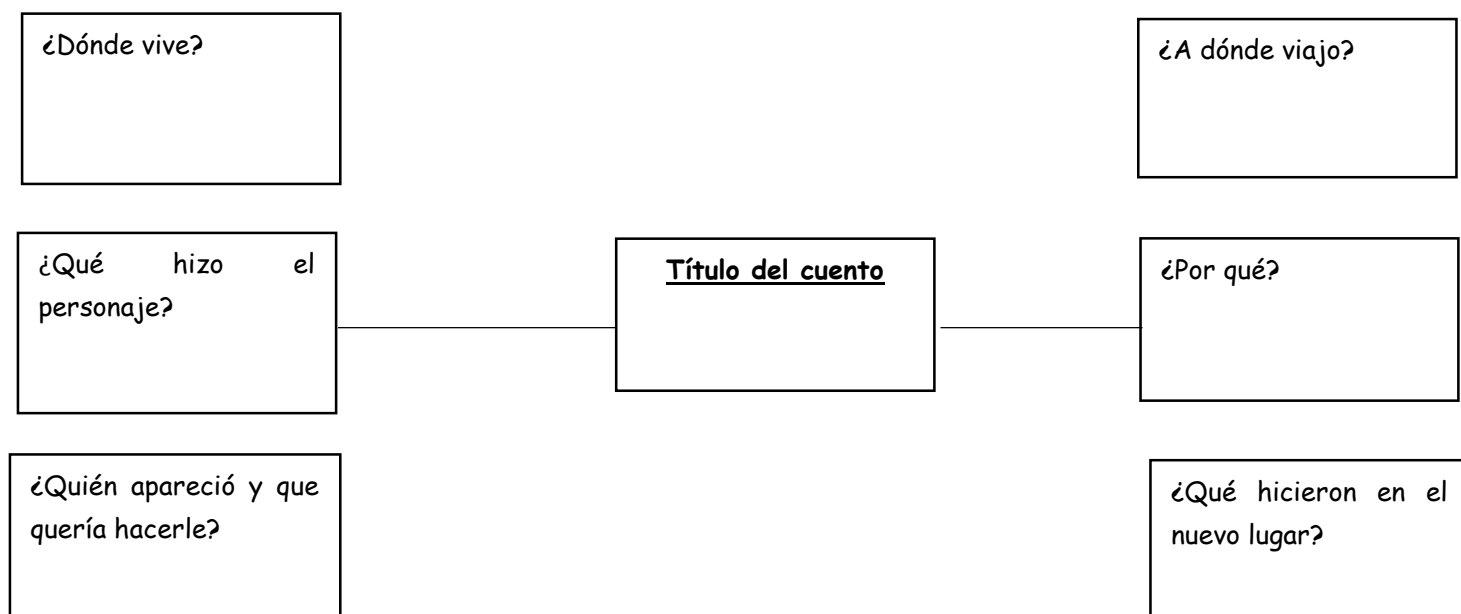 ¿Dónde vive?
¿A dónde viajo?
¿Qué hizo el
personaje?
Título del cuento
¿Por qué?
¿Quién apareció y que
quería hacerle?
¿Qué hicieron en el
nuevo lugar?